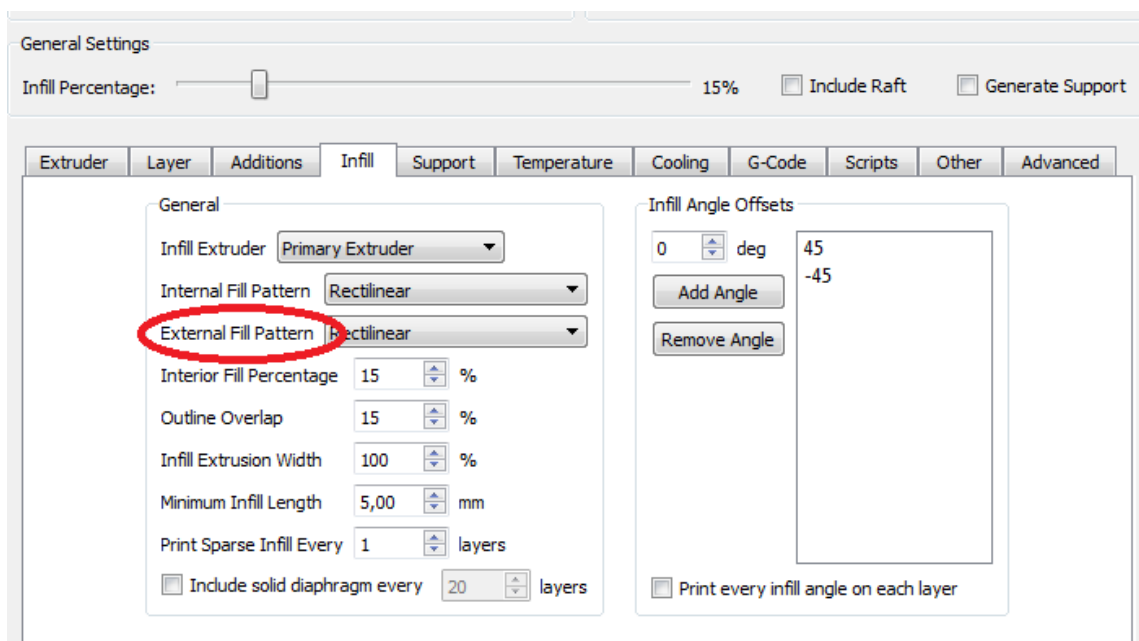 General Settings
Infill Percentage: 15% Include Raft Generate Support
Extruder Layer Additions Infill Support Temperature Cooling G-Code Scripts Other Advanced
General
Infill Extruder Primary Extruder
Internal Fill Pattern Rectilinear
External Fill Pattern Rectilinear
Interior Fill Percentage 15 %
Outline Overlap 15 %
Infill Extrusion Width 100 %
Minimum Infill Length 5,00 mm
Print Sparse Infill Every 1 layers
Include solid diaphragm every 20 layers
Infill Angle Offsets
0 deg
Add Angle
Remove Angle
45
-45
Print every infill angle on each layer